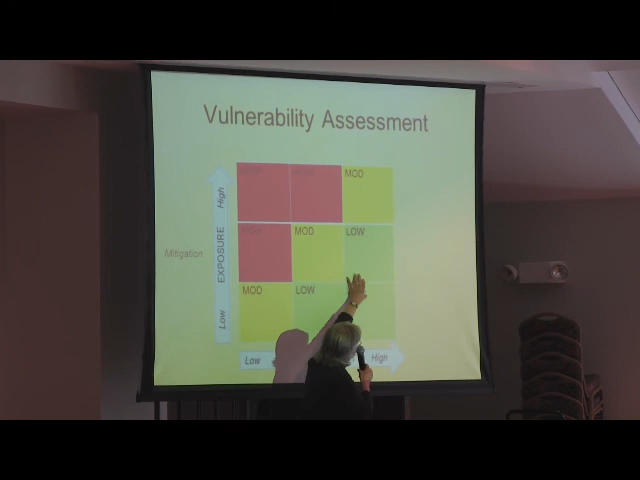 Vulnerability Assessment
MOD
High
MOD
LOW
EXPOSURE
Mitigation
MOD
LOW
Low
Low
High